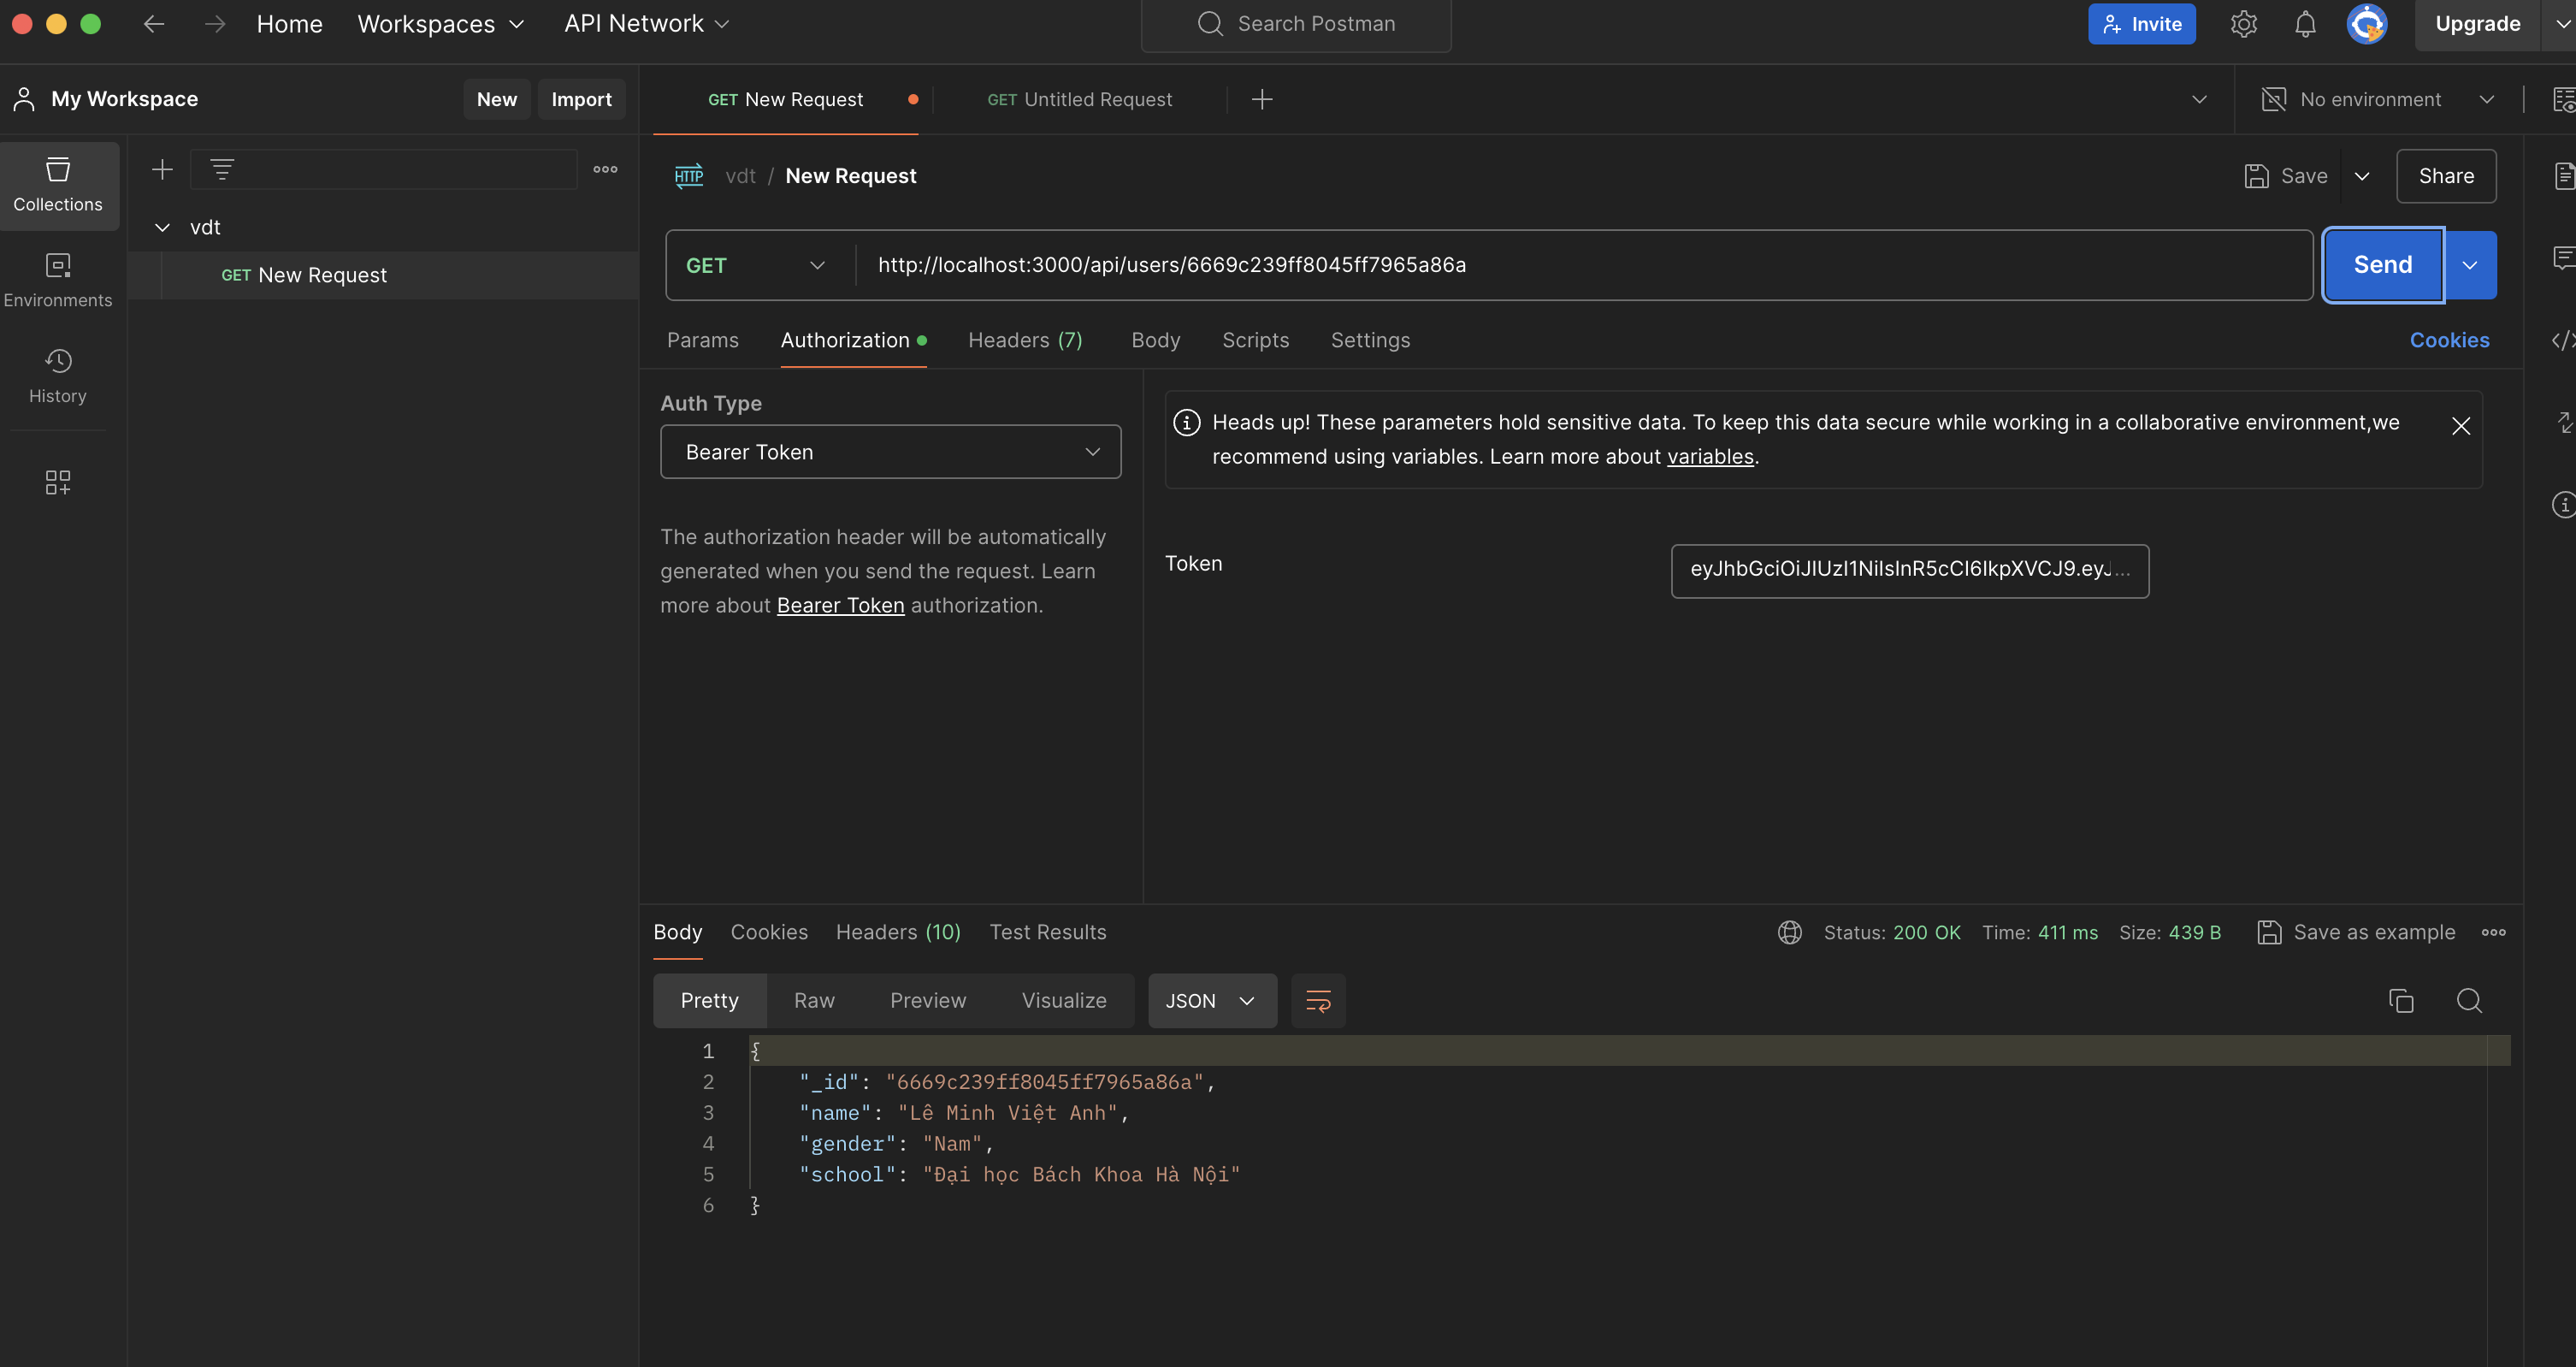 Home Workspaces API Network Search Postman Invite Upgrade
My Workspace New Import GET New Request GET Untitled Request No environment
Collections
Environments
History
vdt
GET New Request
HTTP vdt / New Request Save Share
GET http://localhost:3000/api/users/6669c239ff8045ff7965a86a Send
Params Authorization Headers (7) Body Scripts Settings Cookies
Auth Type
Bearer Token
The authorization header will be automatically
generated when you send the request. Learn
more about Bearer Token authorization.
Heads up! These parameters hold sensitive data. To keep this data secure while working in a collaborative environment,we
recommend using variables. Learn more about variables.
Token eyJhbGciOiJIUzI1NiIsInR5cCI6IkpXVCJ9.eyJ...
Body Cookies Headers (10) Test Results Status: 200 OK Time: 411 ms Size: 439 B Save as example
Pretty Raw Preview Visualize JSON
1 {
2 "_id": "6669c239ff8045ff7965a86a",
3 "name": "Lê Minh Việt Anh",
4 "gender": "Nam",
5 "school": "Đại học Bách Khoa Hà Nội"
6 }